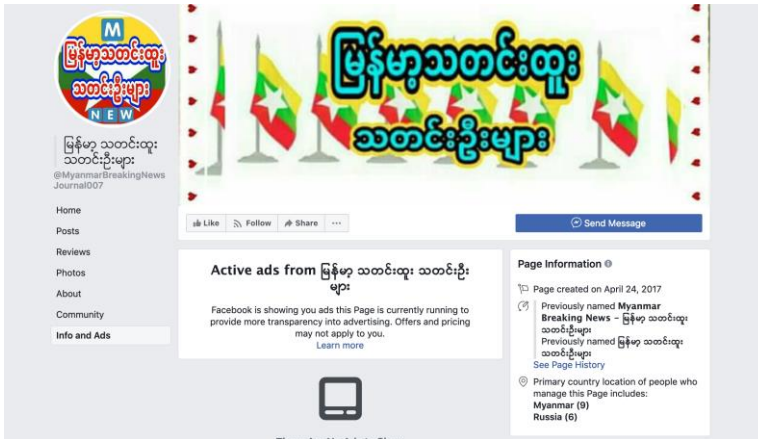 M
မြန်မာ့သတင်းထူး
သတင်းဦးများ
NEW
မြန်မာ့သတင်းထူး
သတင်းဦးများ
မြန်မာ့ သတင်းထူး
သတင်းဦးများ
@MyanmarBreakingNews
Journal007
Home
Posts
Reviews
Photos
About
Community
Info and Ads
Like Follow Share ...
Send Message
Active ads from မြန်မာ့ သတင်းထူး သတင်းဦး
များ
Facebook is showing you ads this Page is currently running to
provide more transparency into advertising. Offers and pricing
may not apply to you.
Learn more
Page Information
Page created on April 24, 2017
Previously named Myanmar
Breaking News - မြန်မာ့ သတင်းထူး
သတင်းဦးများ
Previously named မြန်မာ့ သတင်းထူး
သတင်းဦးများ
See Page History
Primary country location of people who
manage this Page includes:
Myanmar (9)
Russia (6)